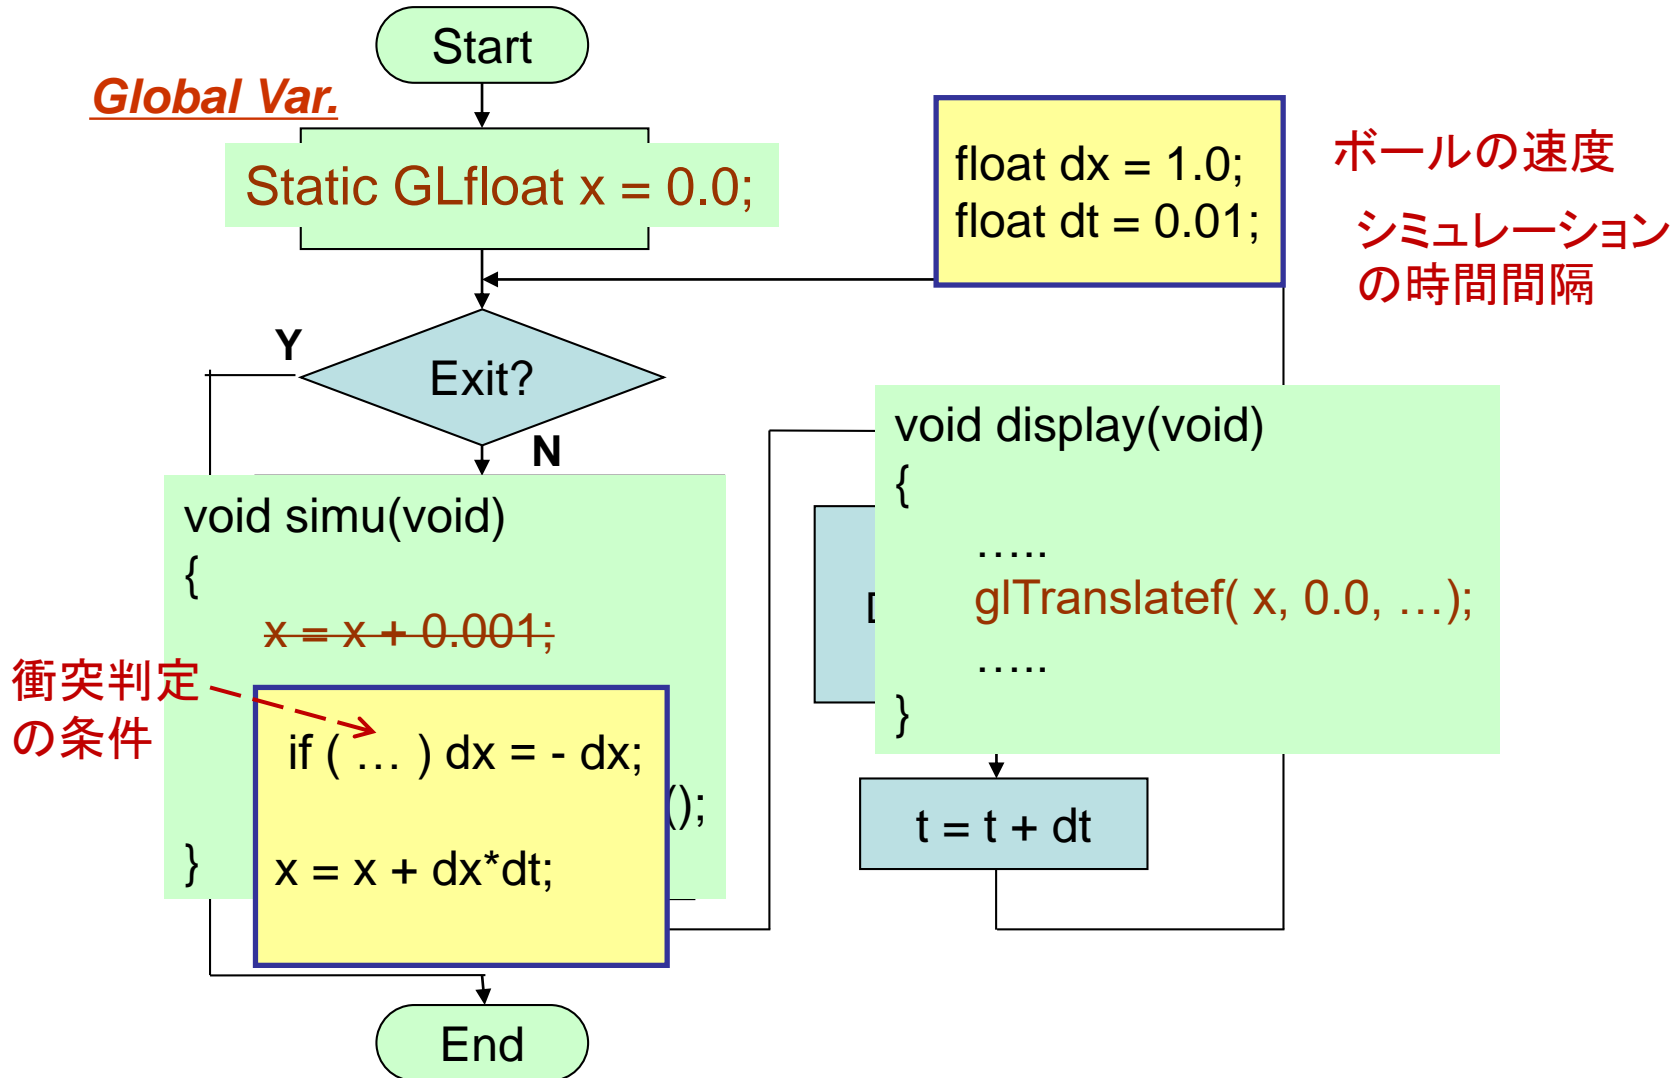 Start
Global Var.
Static GLfloat x = 0.0;
float dx = 1.0;
float dt = 0.01;
ボールの速度
シミュレーション
の時間間隔
Y
Exit?
N
void simu(void)
{
x = x + 0.001;
衝突判定
の条件
if ( … ) dx = - dx;
();
x = x + dx*dt;
}
void display(void)
{
…..
glTranslatef( x, 0.0, …);
…..
}
t = t + dt
End